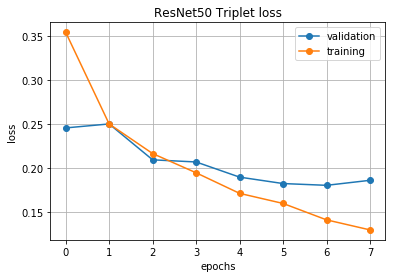 ResNet50 Triplet loss
validation
training
loss
0.35
0.30
0.25
0.20
0.15
0 1 2 3 4 5 6 7
epochs